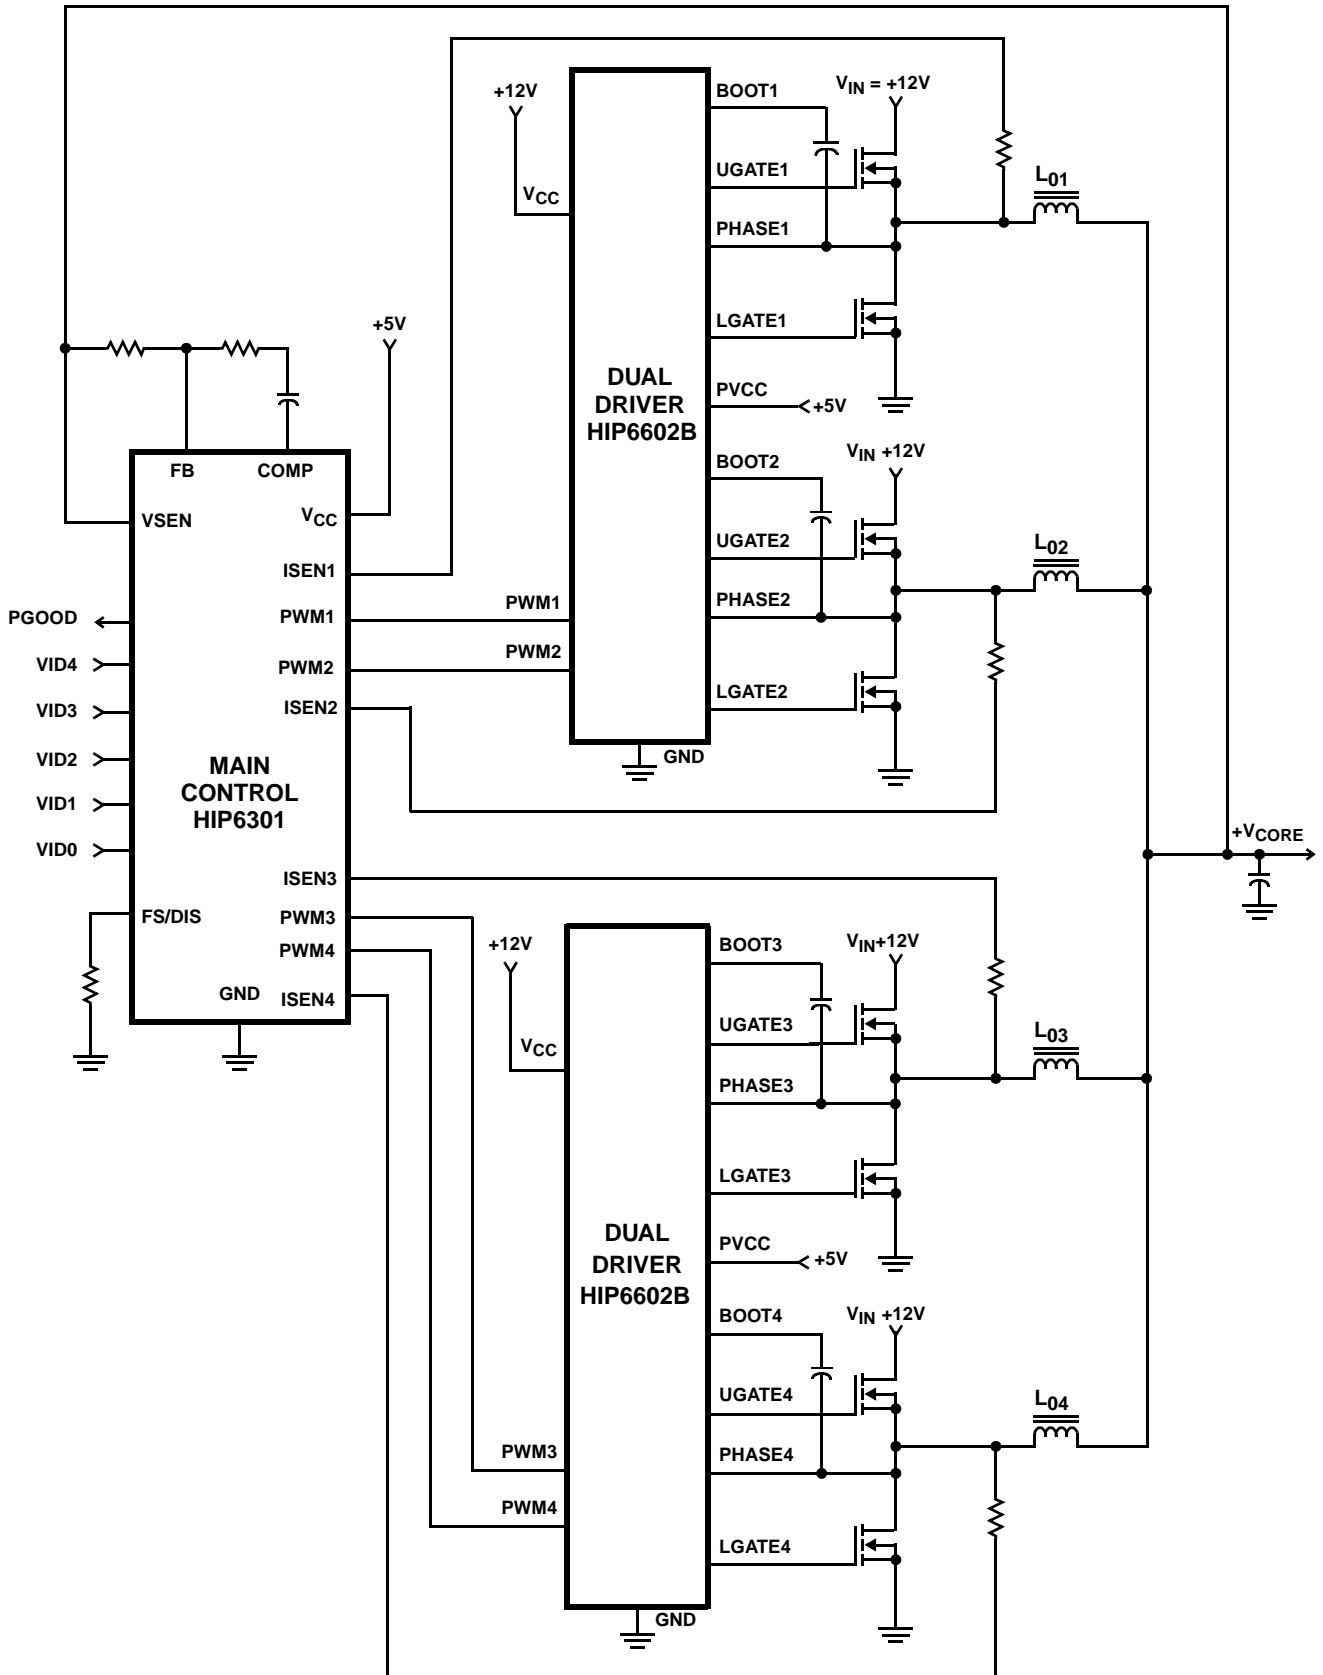 +12V
BOOT1
VIN = +12V
UGATE1
VCC
L01
PHASE1
LGATE1
+5V
DUAL
DRIVER
HIP6602B
PVCC
+5V
BOOT2
VIN +12V
FB
COMP
VSEN
VCC
UGATE2
L02
ISEN1
PHASE2
PGOOD
PWM1
PWM1
VID4
PWM2
PWM2
LGATE2
VID3
ISEN2
VID2
GND
MAIN
CONTROL
HIP6301
VID1
VID0
+VCORE
ISEN3
FS/DIS
PWM3
PWM4
GND
ISEN4
+12V
BOOT3
VIN+12V
UGATE3
VCC
L03
PHASE3
LGATE3
DUAL
DRIVER
HIP6602B
PVCC
+5V
BOOT4
VIN +12V
UGATE4
L04
PWM3
PHASE4
PWM4
LGATE4
GND